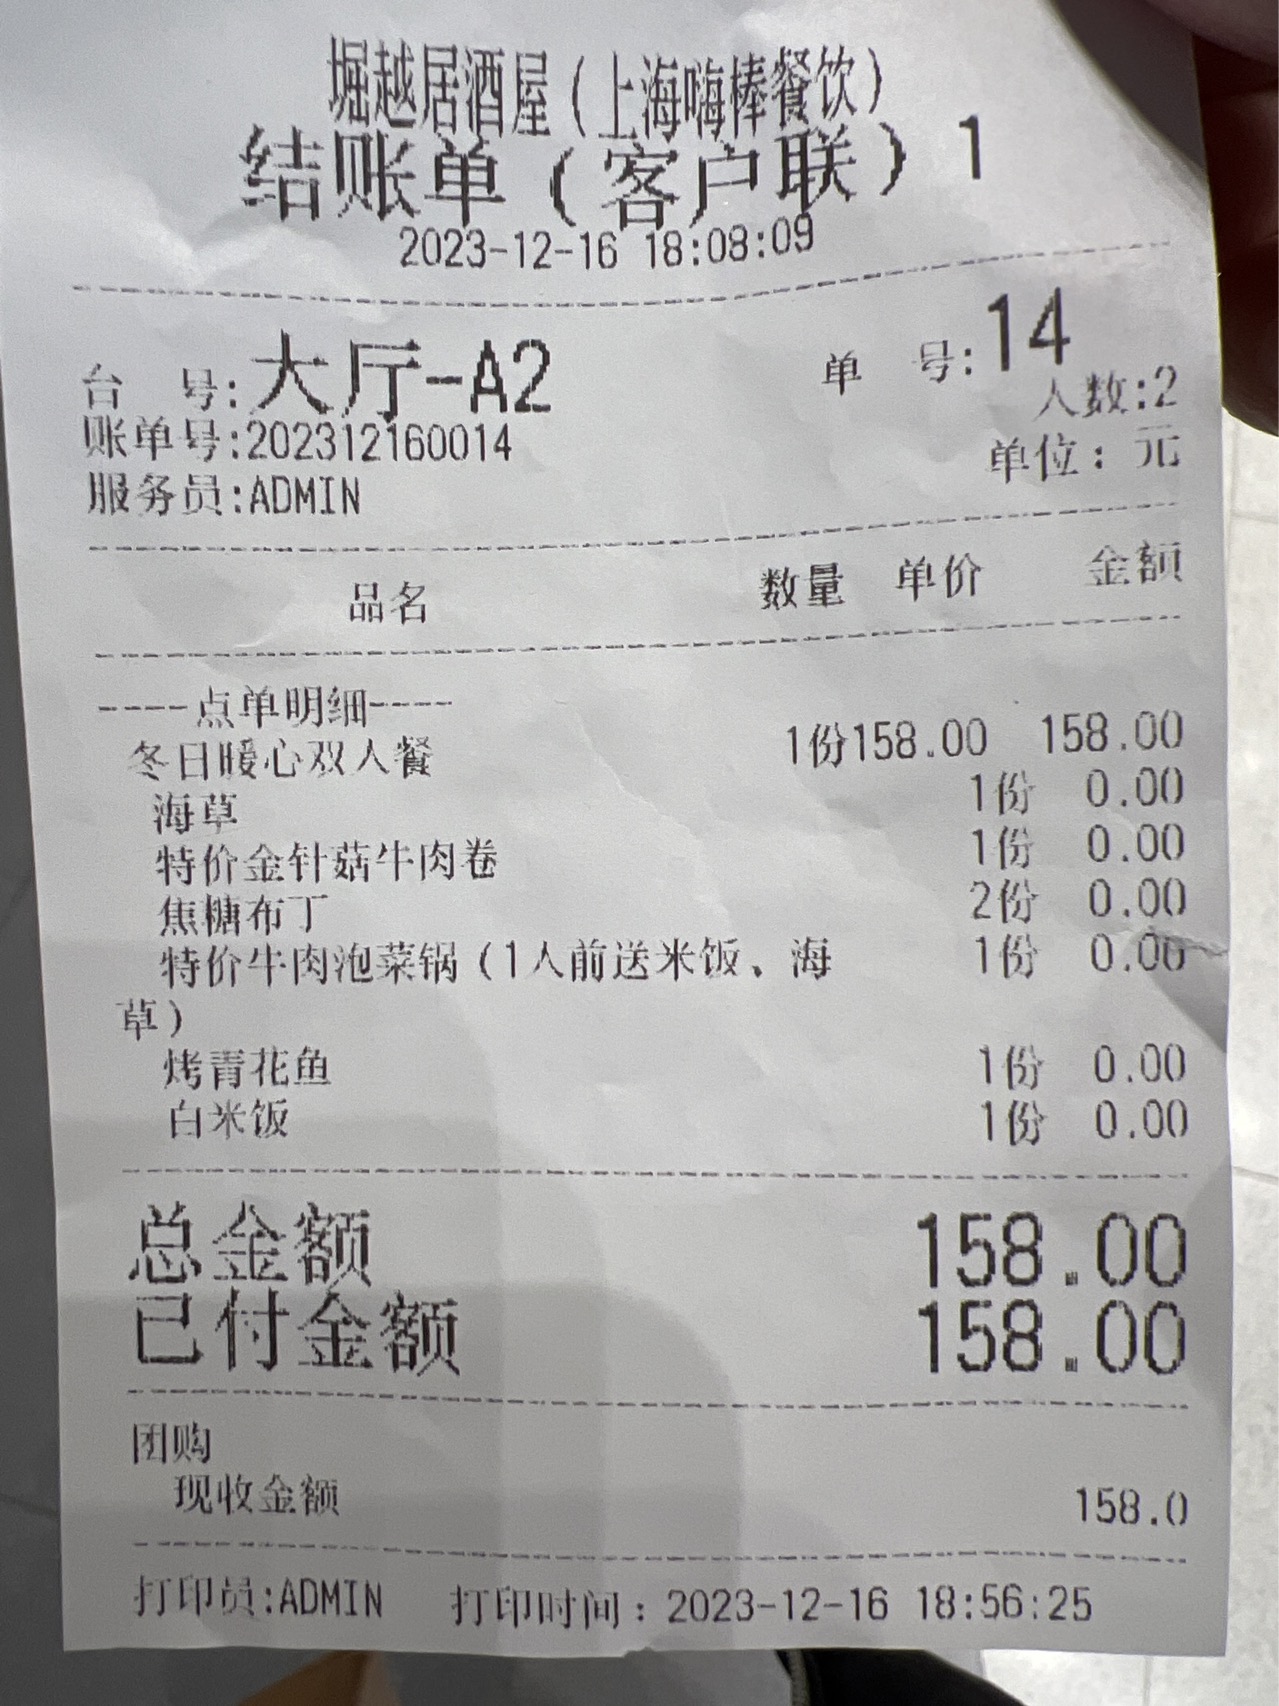 堀越居酒屋(上海嗨棒餐饮)
结账单(客户联)1
2023-12-16 18:08:09
台 号:大厅-A2 单 号:14
人数:2
账单号:202312160014
单位:元
服务员:ADMIN
品名 数量 单价 金额
----点单明细----
冬日暖心双人餐 1份158.00 158.00
海草 1份 0.00
特价金针菇牛肉卷 1份 0.00
焦糖布丁 2份 0.00
特价牛肉泡菜锅(1人前送米饭、海 1份 0.00
草)
烤青花鱼 1份 0.00
白米饭 1份 0.00
总金额 158.00
已付金额 158.00
团购
现收金额 158.0
打印员:ADMIN 打印时间:2023-12-16 18:56:25